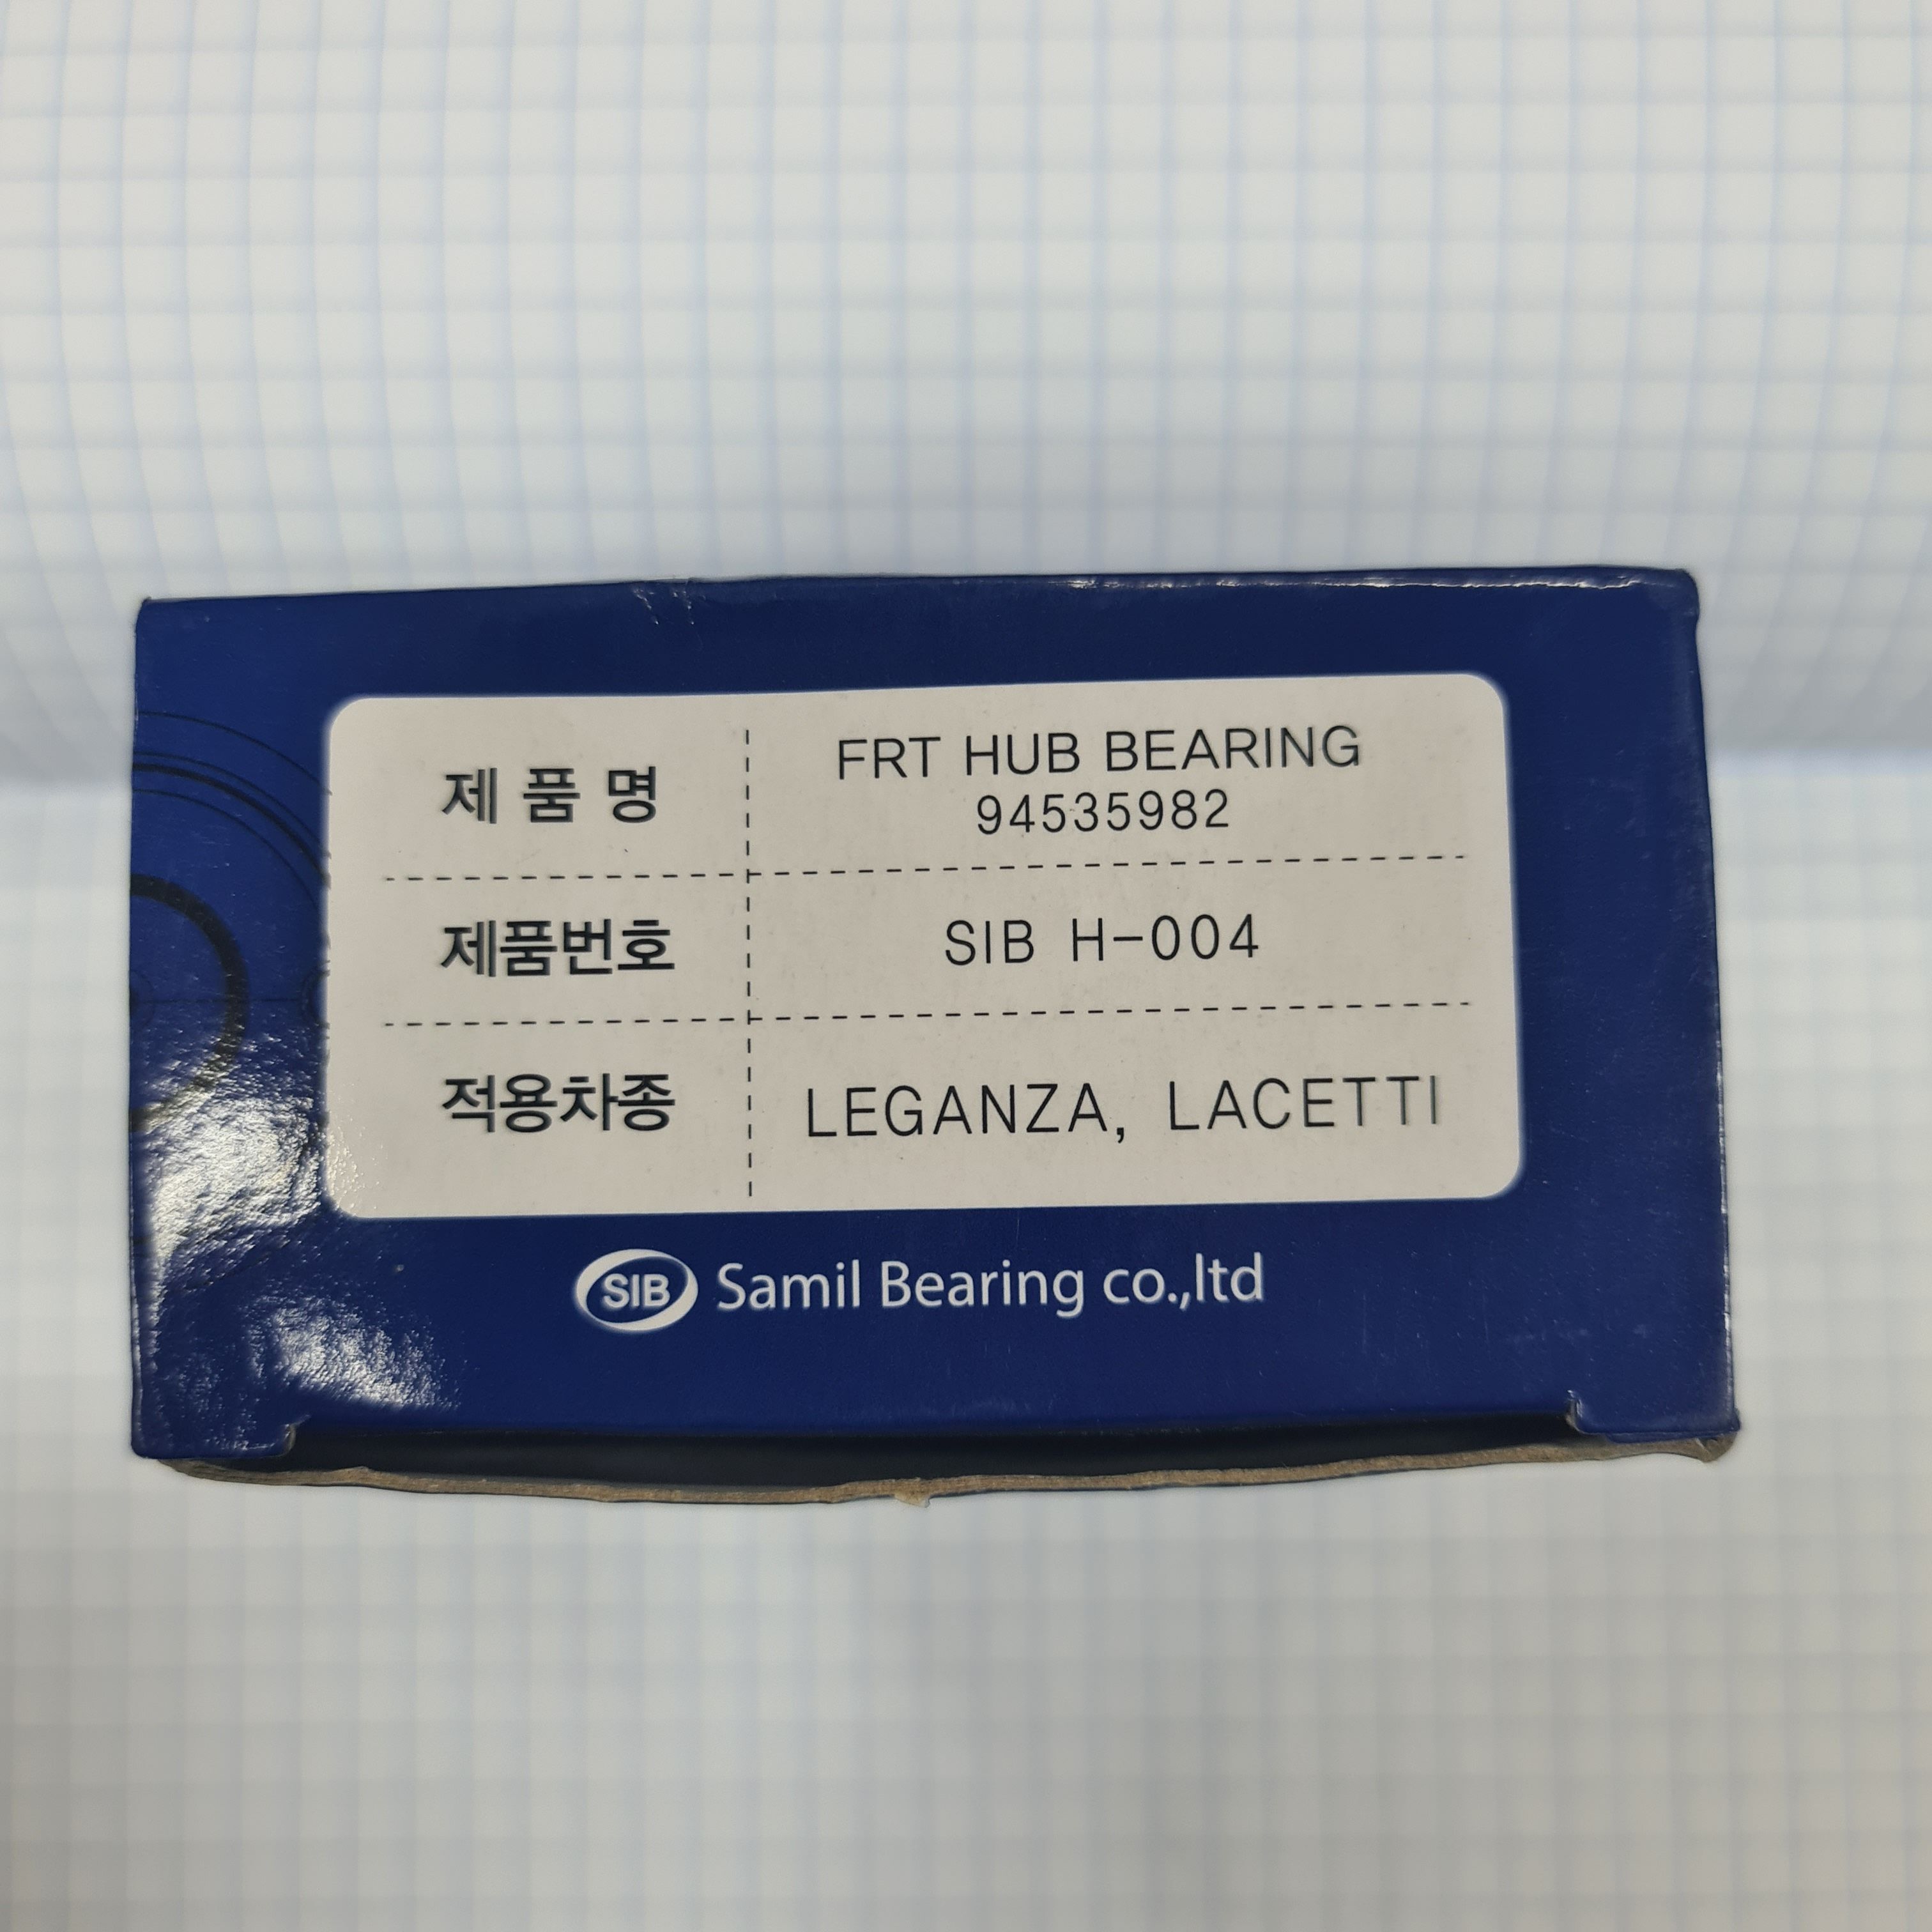 제 품 명
FRT HUB BEARING
94535982
제품번호
SIB H-004
적용차종
LEGANZA, LACETTI
SIB Samil Bearing co.,ltd